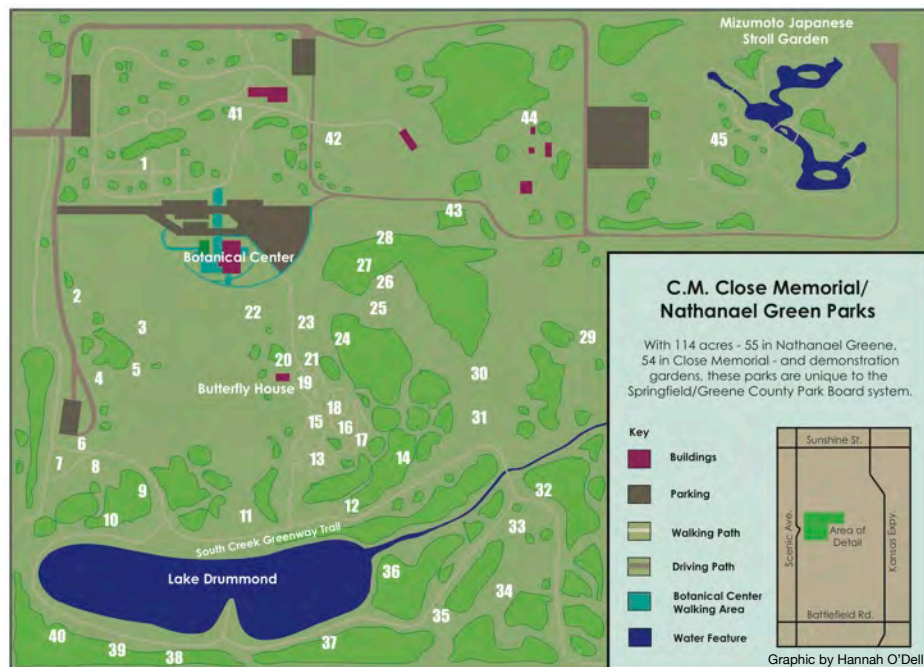 Mizumoto Japanese
Stroll Garden
41
42
44
45
1
43
28
Botanical Center
27
26
2
22
25
3
23
29
24
5
20
21
4
30
Butterfly House
19
18
31
15
16
17
6
13
14
7
8
9
32
10
11
12
33
South Creek Greenway Trail
Lake Drummond
36
34
35
40
39
38
37
C.M. Close Memorial/
Nathanael Green Parks
With 114 acres - 55 in Nathanael Greene,
54 in Close Memorial - and demonstration
gardens, these parks are unique to the
Springfield/Greene County Park Board system.
Key
Buildings
Parking
Walking Path
Driving Path
Botanical Center
Walking Area
Water Feature
Sunshine St.
Scenic Ave.
Area of
Detail
Kansas Expy.
Battlefield Rd.
Graphic by Hannah O'Dell